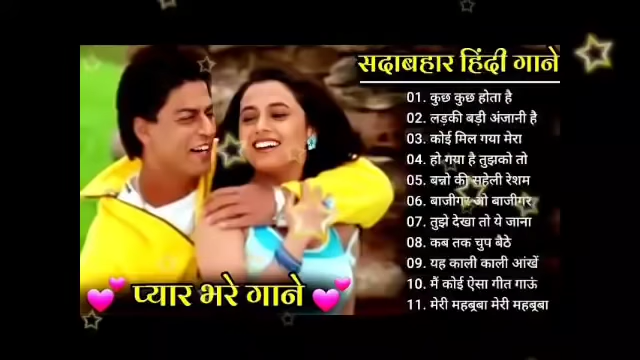 सदाबहार हिंदी गाने
01. कुछ कुछ होता है
02. लड़की बड़ी अंजानी है
03. कोई मिल गया मेरा
04. हो गया है तुझको तो
05. बन्नो की सहेली रेशम
06. बाजीगर ओ बाजीगर
07. तुझे देखा तो ये जाना
08. कब तक चुप बैठे
09. यह काली काली आंखें
10. मैं कोई ऐसा गीत गाऊं
11. मेरी महबूबा मेरी महबूबा
प्यार भरे गाने